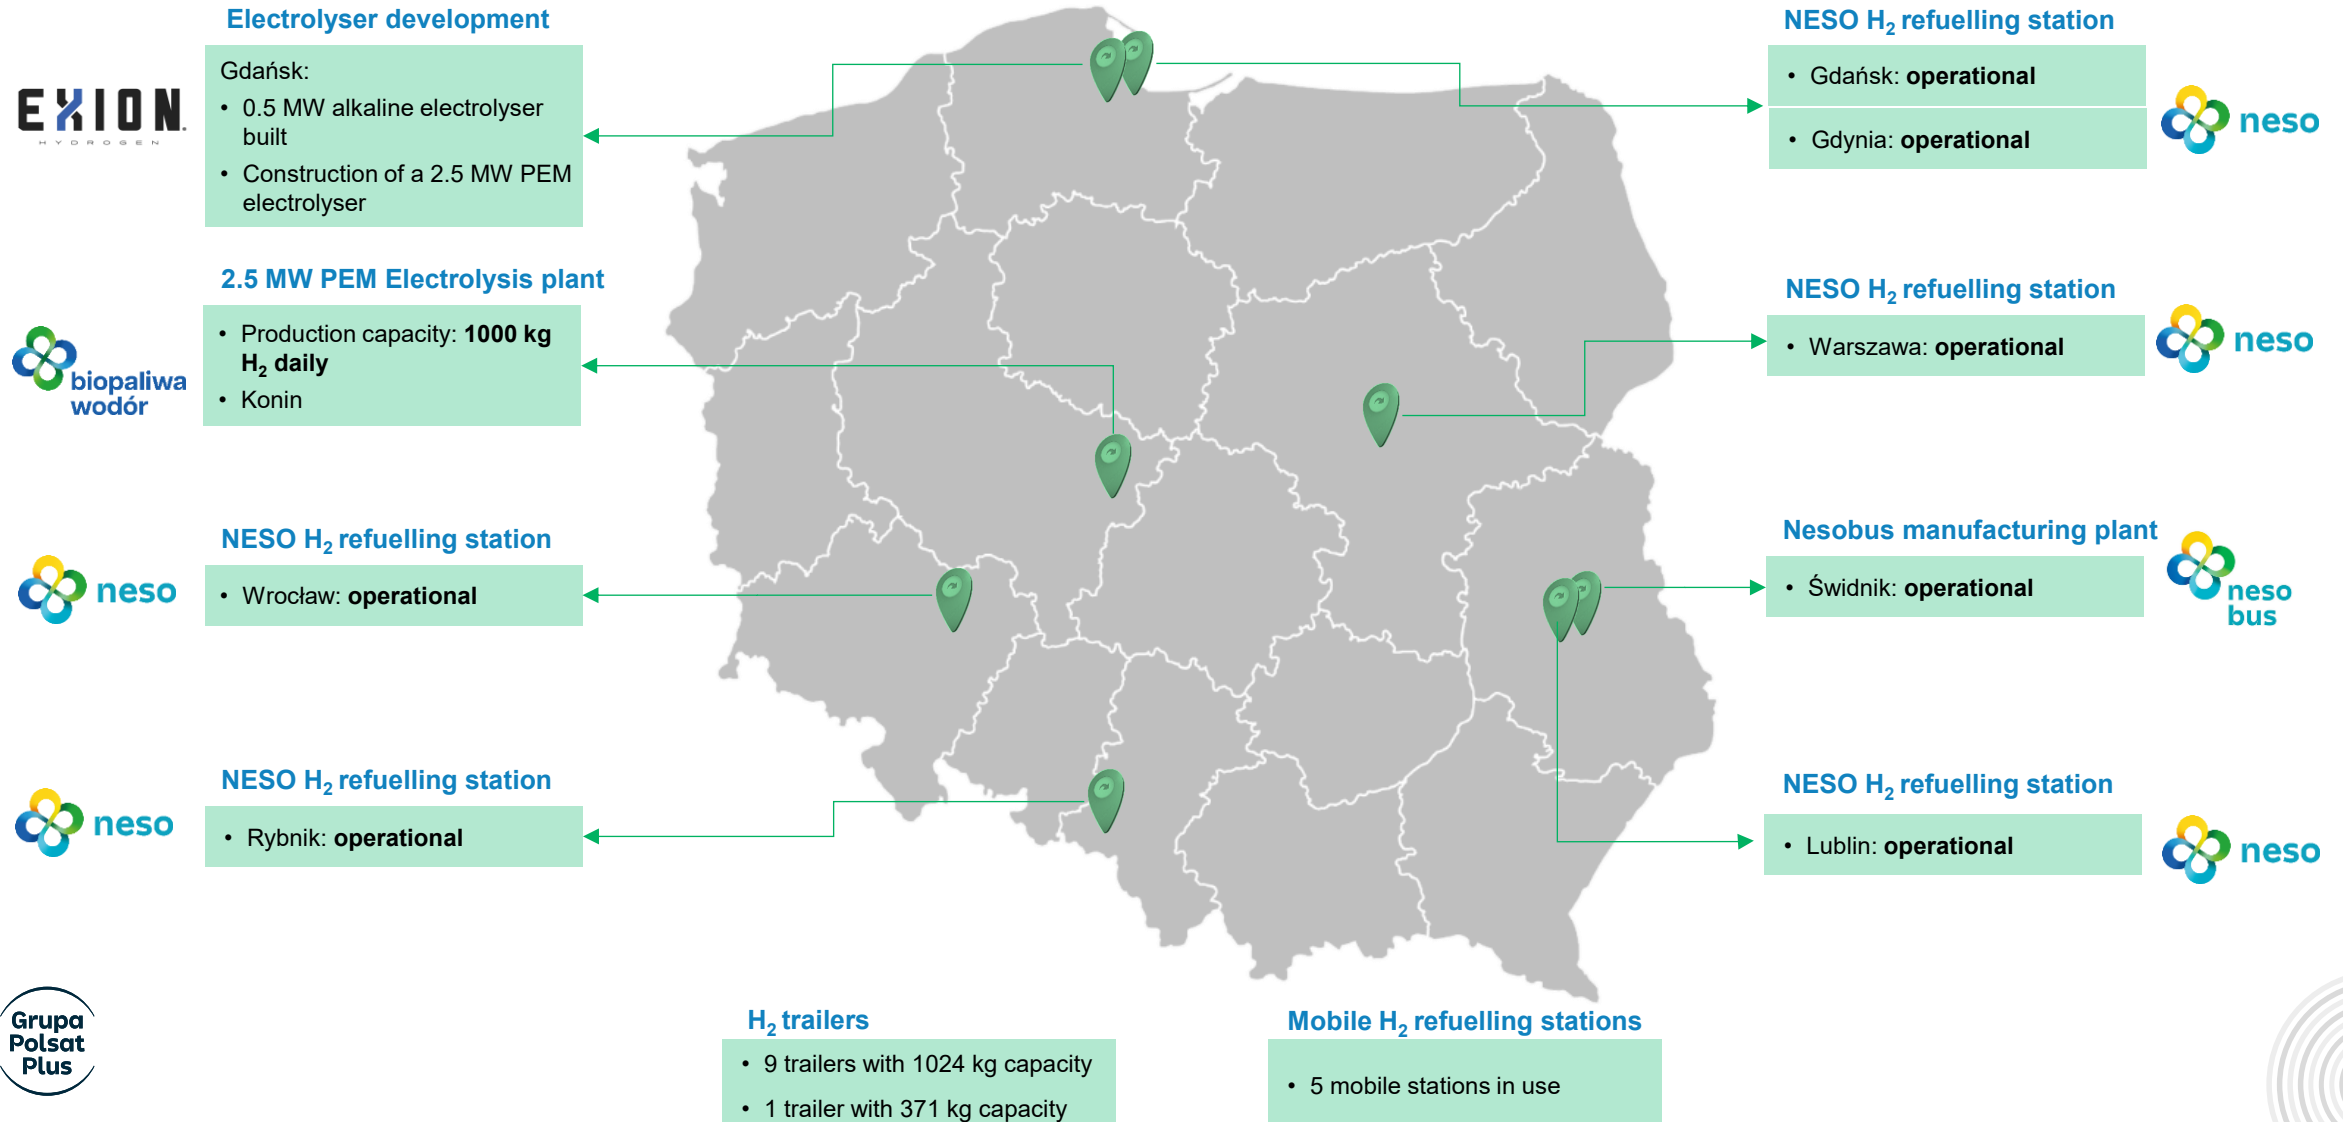 Electrolyser development
EXION
HYDROGEN
Gdańsk:
• 0.5 MW alkaline electrolyser
built
• Construction of a 2.5 MW PEM
electrolyser
2.5 MW PEM Electrolysis plant
biopaliwa
wodór
• Production capacity: 1000 kg
H₂ daily
• Konin
NESO H₂ refuelling station
neso
• Wrocław: operational
NESO H₂ refuelling station
neso
• Rybnik: operational
NESO H₂ refuelling station
• Gdańsk: operational
• Gdynia: operational
neso
NESO H₂ refuelling station
• Warszawa: operational
neso
Nesobus manufacturing plant
• Świdnik: operational
neso
bus
NESO H₂ refuelling station
• Lublin: operational
neso
Grupa
Polsat
Plus
H₂ trailers
• 9 trailers with 1024 kg capacity
• 1 trailer with 371 kg capacity
Mobile H₂ refuelling stations
• 5 mobile stations in use